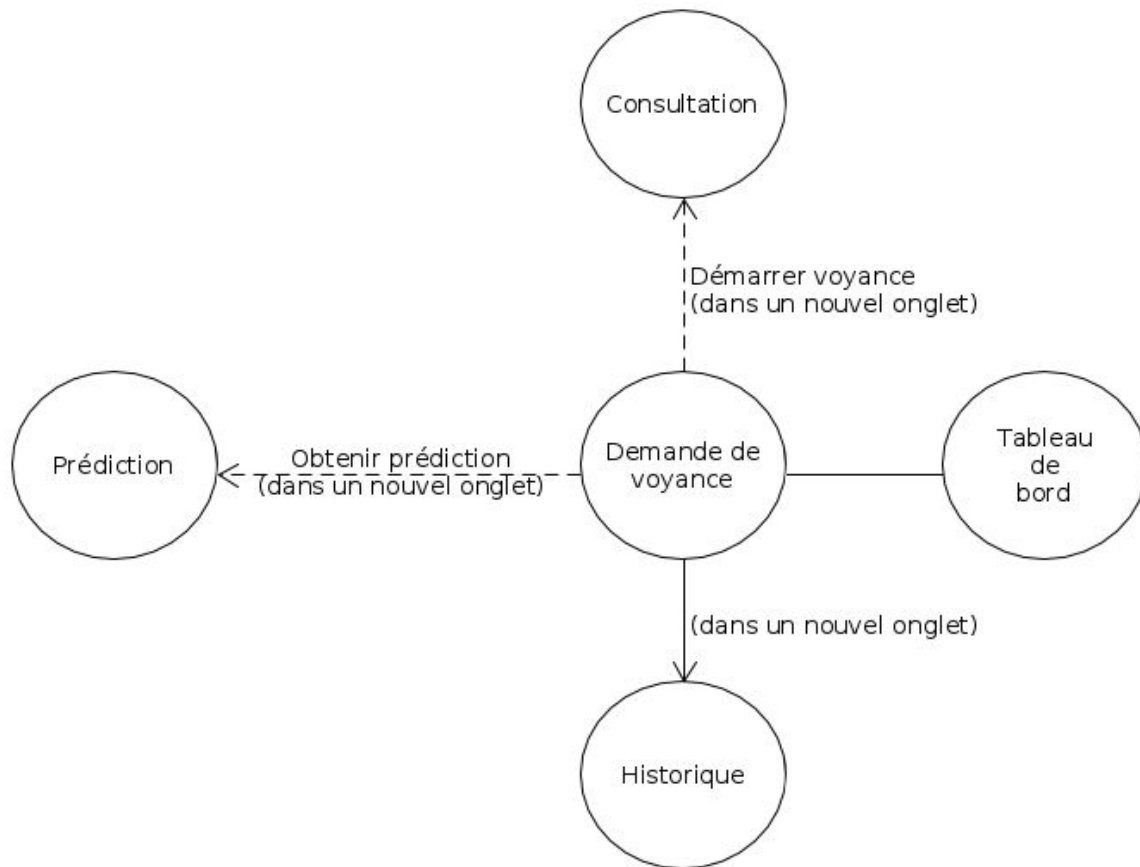 Consultation
Démarrer voyance
(dans un nouvel onglet)
Prédiction
Obtenir prédiction
(dans un nouvel onglet)
Demande de
voyance
Tableau
de
bord
(dans un nouvel onglet)
Historique